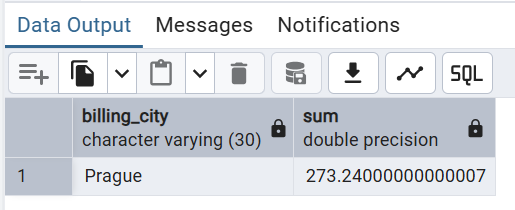 Data Output Messages Notifications
SQL
billing_city sum
character varying (30) double precision
1 Prague 273.24000000000007